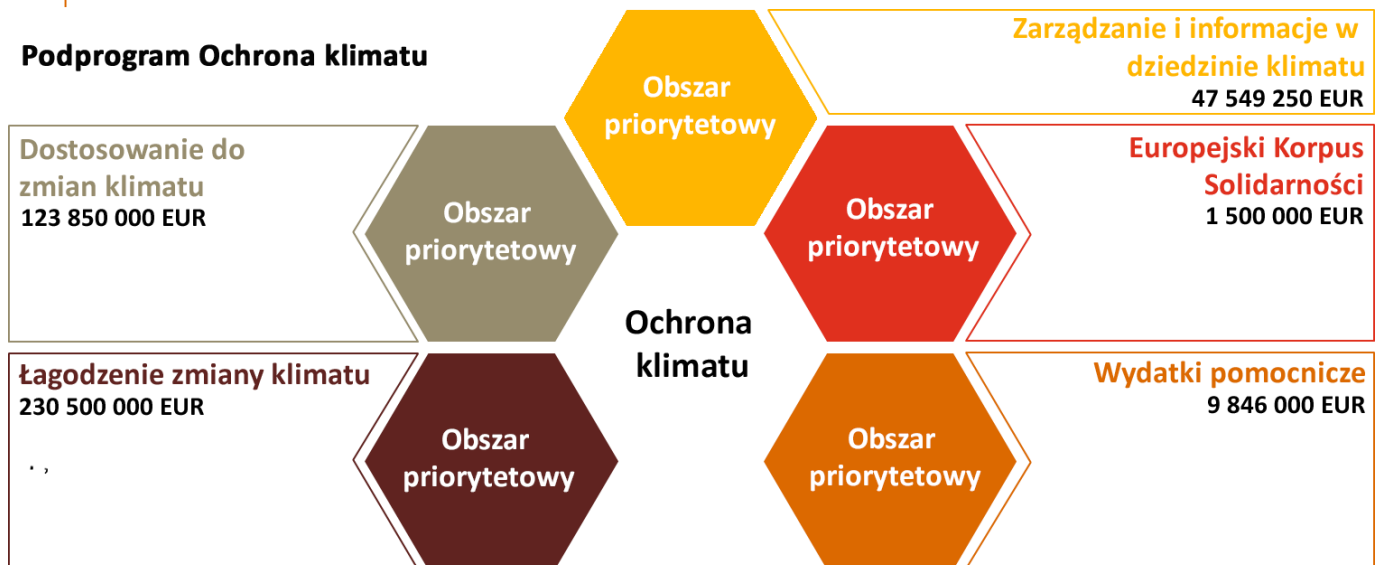 Podprogram Ochrona klimatu
Obszar
priorytetowy
Zarządzanie i informacje w
dziedzinie klimatu
47 549 250 EUR
Dostosowanie do
zmian klimatu
123 850 000 EUR
Obszar
priorytetowy
Obszar
priorytetowy
Europejski Korpus
Solidarności
1 500 000 EUR
Ochrona
klimatu
Łagodzenie zmiany klimatu
230 500 000 EUR
Obszar
priorytetowy
Obszar
priorytetowy
Wydatki pomocnicze
9 846 000 EUR